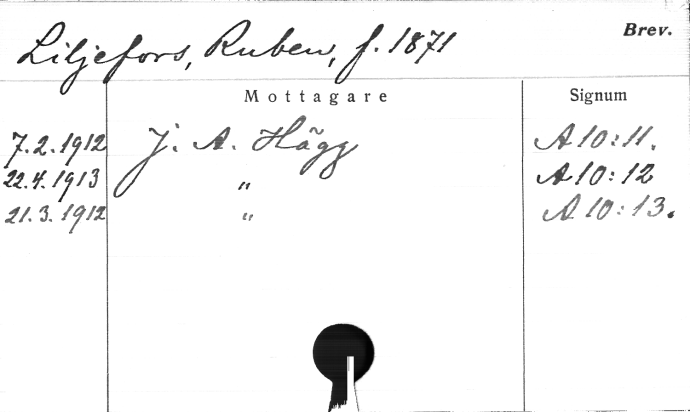 Liljefors, Ruben, f. 1871 Brev.
Mottagare Signum
7.2.1912 J. A. Hägg A 10:11.
22.4.1913 „ A 10:12
21.3.1912 „ A 10:13.